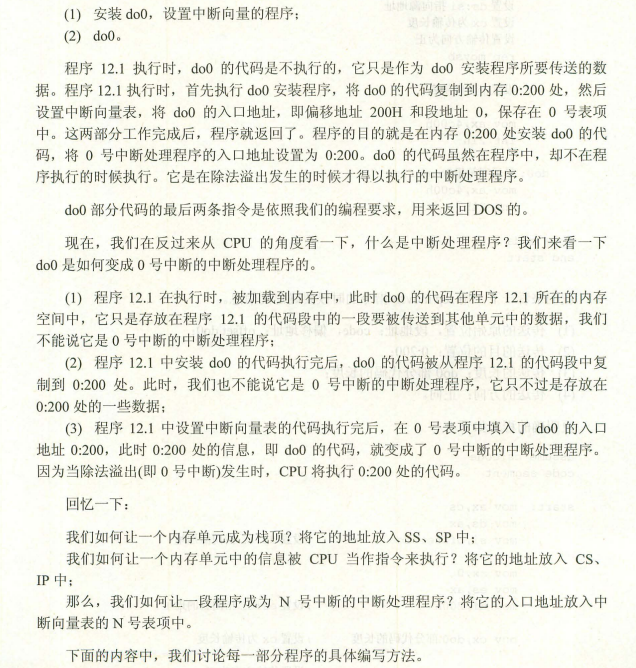 (1) 安装 do0，设置中断向量的程序；
(2) do0。
程序 12.1 执行时，do0 的代码是不执行的，它只是作为 do0 安装程序所要传送的数
据。程序 12.1 执行时，首先执行 do0 安装程序，将 do0 的代码复制到内存 0:200 处，然后
设置中断向量表，将 do0 的入口地址，即偏移地址 200H 和段地址 0，保存在 0 号表项
中。这两部分工作完成后，程序就返回了。程序的目的就是在内存 0:200 处安装 do0 的代
码，将 0 号中断处理程序的入口地址设置为 0:200。do0 的代码虽然在程序中，却不在程
序执行的时候执行。它是在除法溢出发生的时候才得以执行的中断处理程序。
do0 部分代码的最后两条指令是依照我们的编程要求，用来返回 DOS 的。
现在，我们在反过来从 CPU 的角度看一下，什么是中断处理程序？我们来看一下
do0 是如何变成 0 号中断的中断处理程序的。
(1) 程序 12.1 在执行时，被加载到内存中，此时 do0 的代码在程序 12.1 所在的内存
空间中，它只是存放在程序 12.1 的代码段中的一段要被传送到其他单元中的数据，我们
不能说它是 0 号中断的中断处理程序；
(2) 程序 12.1 中安装 do0 的代码执行完后，do0 的代码被从程序 12.1 的代码段中复
制到 0:200 处。此时，我们也不能说它是 0 号中断的中断处理程序，它只不过是存放在
0:200 处的一些数据；
(3) 程序 12.1 中设置中断向量表的代码执行完后，在 0 号表项中填入了 do0 的入口
地址 0:200，此时 0:200 处的信息，即 do0 的代码，就变成了 0 号中断的中断处理程序。
因为当除法溢出(即 0 号中断)发生时，CPU 将执行 0:200 处的代码。
回忆一下：
我们如何让一个内存单元成为栈顶？将它的地址放入 SS、SP 中；
我们如何让一个内存单元中的信息被 CPU 当作指令来执行？将它的地址放入 CS、
IP 中；
那么，我们如何让一段程序成为 N 号中断的中断处理程序？将它的入口地址放入中
断向量表的 N 号表项中。
下面的内容中，我们讨论每一部分程序的具体编写方法。